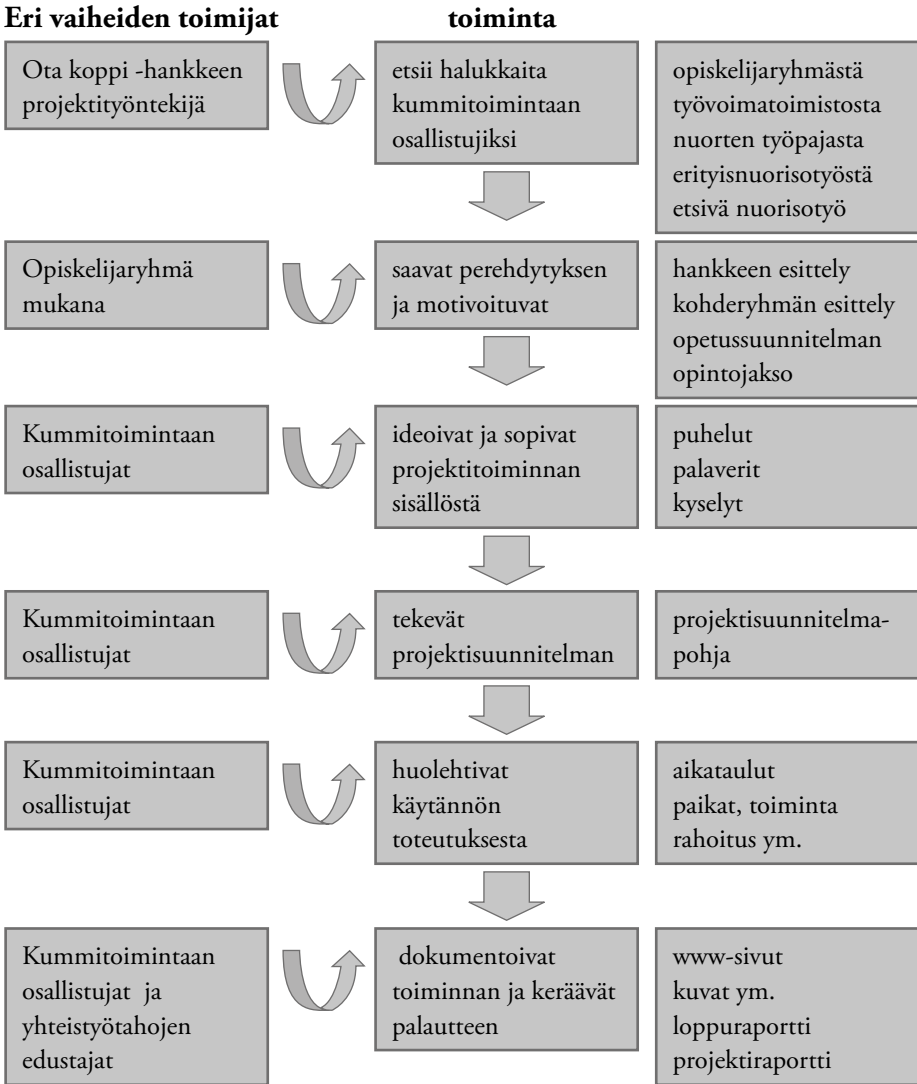 Eri vaiheiden toimijat
toiminta
Ota koppi -hankkeen
projektityöntekijä
etsii halukkaita
kummitoimintaan
osallistujiksi
opiskelijaryhmästä
työvoimatoimistosta
nuorten työpajasta
erityisnuorisotyöstä
etsivä nuorisotyö
Opiskelijaryhmä
mukana
saavat perehdytyksen
ja motivoituvat
hankkeen esittely
kohderyhmän esittely
opetussuunnitelman
opintojakso
Kummitoimintaan
osallistujat
ideoivat ja sopivat
projektitoiminnan
sisällöstä
puhelut
palaverit
kyselyt
Kummitoimintaan
osallistujat
tekevät
projektisuunnitelman
projektisuunnitelma-
pohja
Kummitoimintaan
osallistujat
huolehtivat
käytännön
toteutuksesta
aikataulut
paikat, toiminta
rahoitus ym.
Kummitoimintaan
osallistujat ja
yhteistyötahojen
edustajat
dokumentoivat
toiminnan ja keräävät
palautteen
www-sivut
kuvat ym.
loppuraportti
projektiraportti